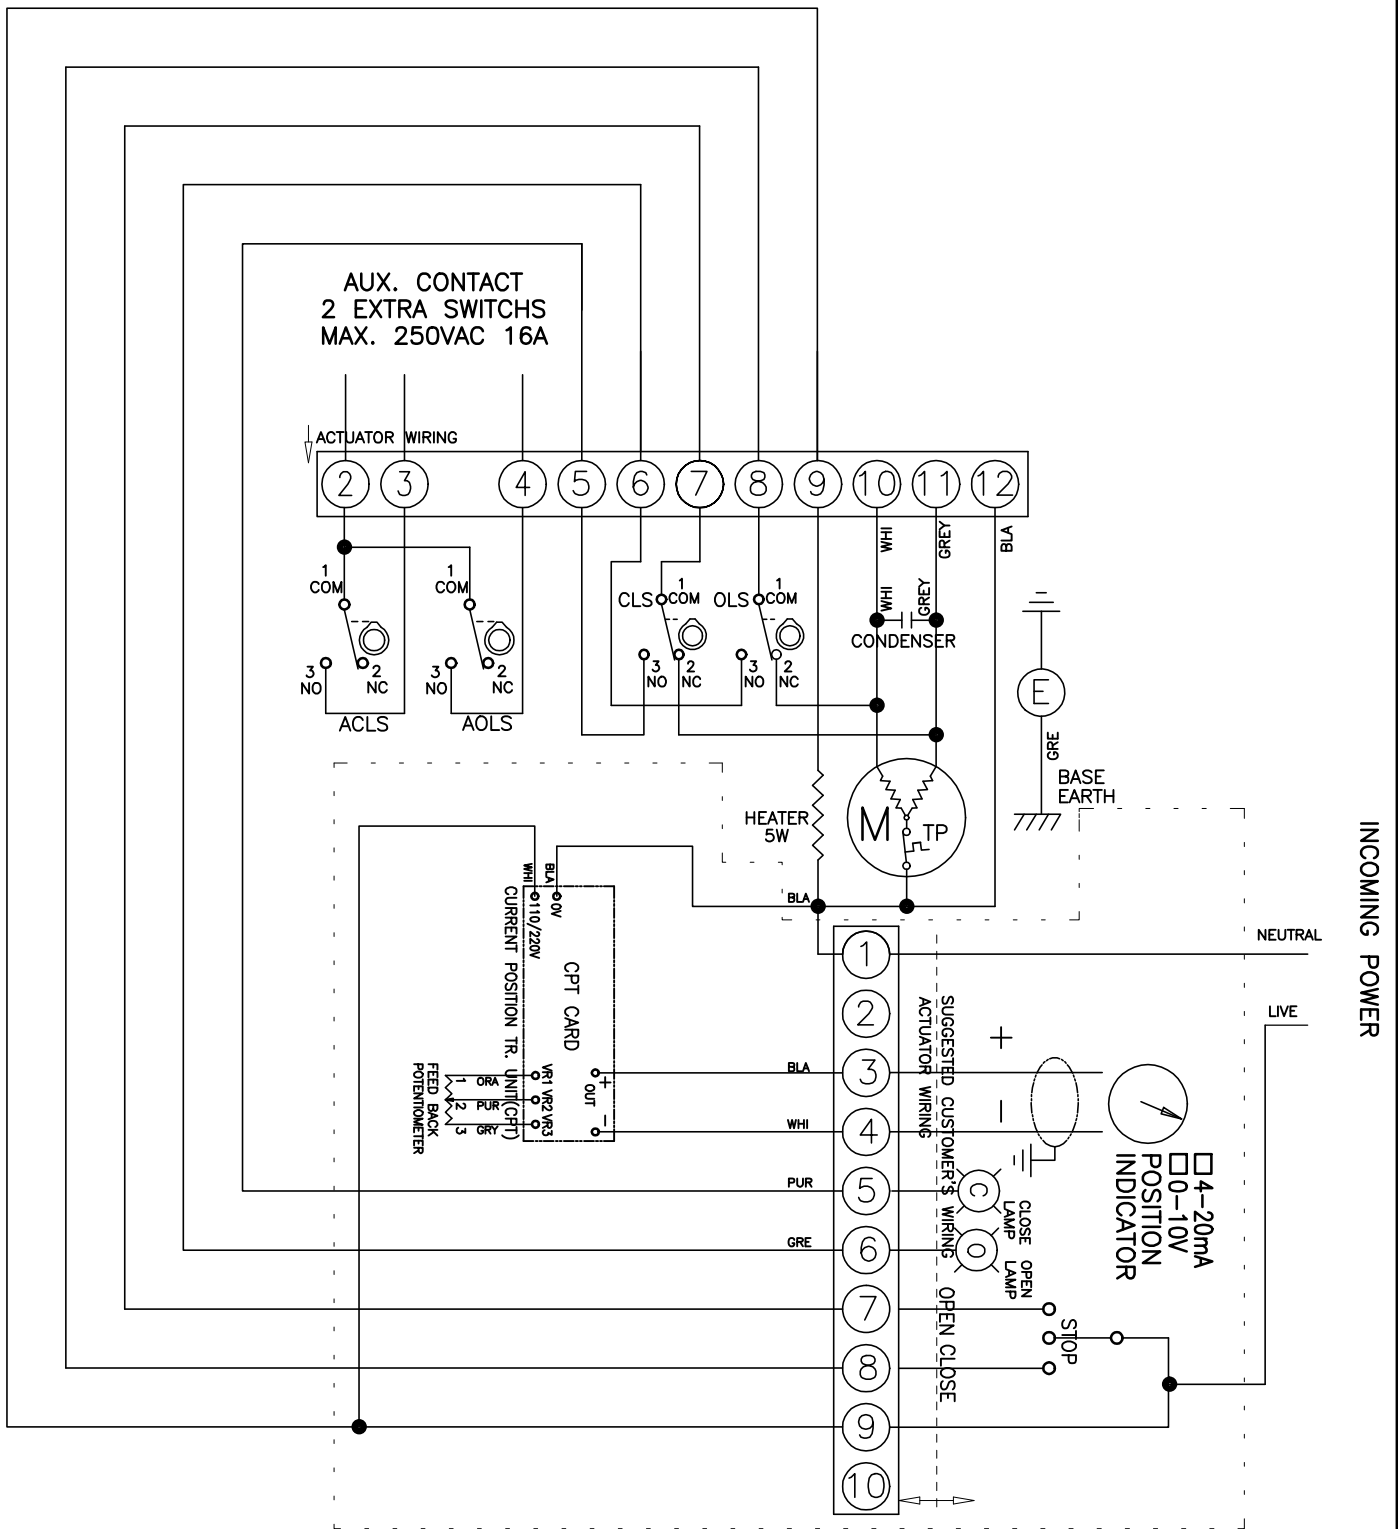 AUX. CONTACT
2 EXTRA SWITCHS
MAX. 250VAC 16A
ACTUATOR WIRING
2 3 4 5 6 7 8 9 10 11 12
WHI
GREY
BLA
1
COM
1
COM
CLS
1
COM
OLS
1
COM
WHI
GREY
CONDENSER
3
NO
2
NC
3
NO
2
NC
3
NO
2
NC
3
NO
2
NC
ACLS
AOLS
E
GRE
BASE
EARTH
HEATER
5W
M
TP
WHI
BLA
BLA
110/220V
0V
CPT CARD
CURRENT POSITION TR. UNIT(CPT)
VR1 VR2 VR3
+
OUT
-
1 ORA
2 PUR
3 GRY
FEED BACK
POTENTIOMETER
INCOMING POWER
NEUTRAL
LIVE
1
2
3
4
5
6
7
8
9
10
BLA
WHI
PUR
GRE
SUGGESTED CUSTOMER'S WIRING
ACTUATOR WIRING
+
-
4-20mA
0-10V
POSITION
INDICATOR
C
CLOSE
LAMP
O
OPEN
LAMP
OPEN CLOSE
STOP